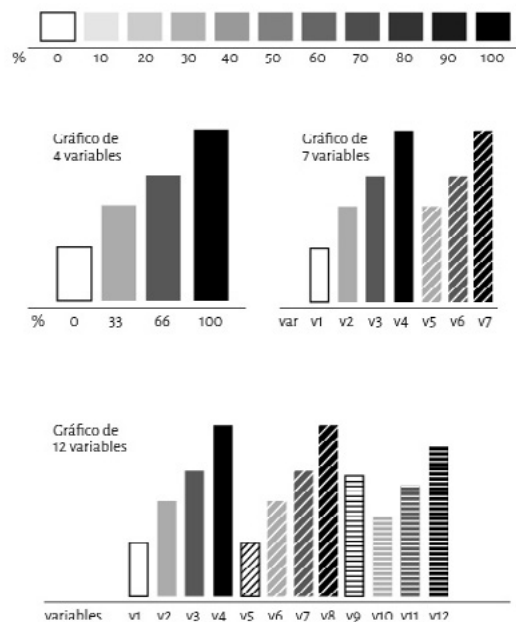 % 0 10 20 30 40 50 60 70 80 90 100
Gráfico de
4 variables
% 0 33 66 100
Gráfico de
7 variables
var v1 v2 v3 v4 v5 v6 v7
Gráfico de
12 variables
variables v1 v2 v3 v4 v5 v6 v7 v8 v9 v10 v11 v12